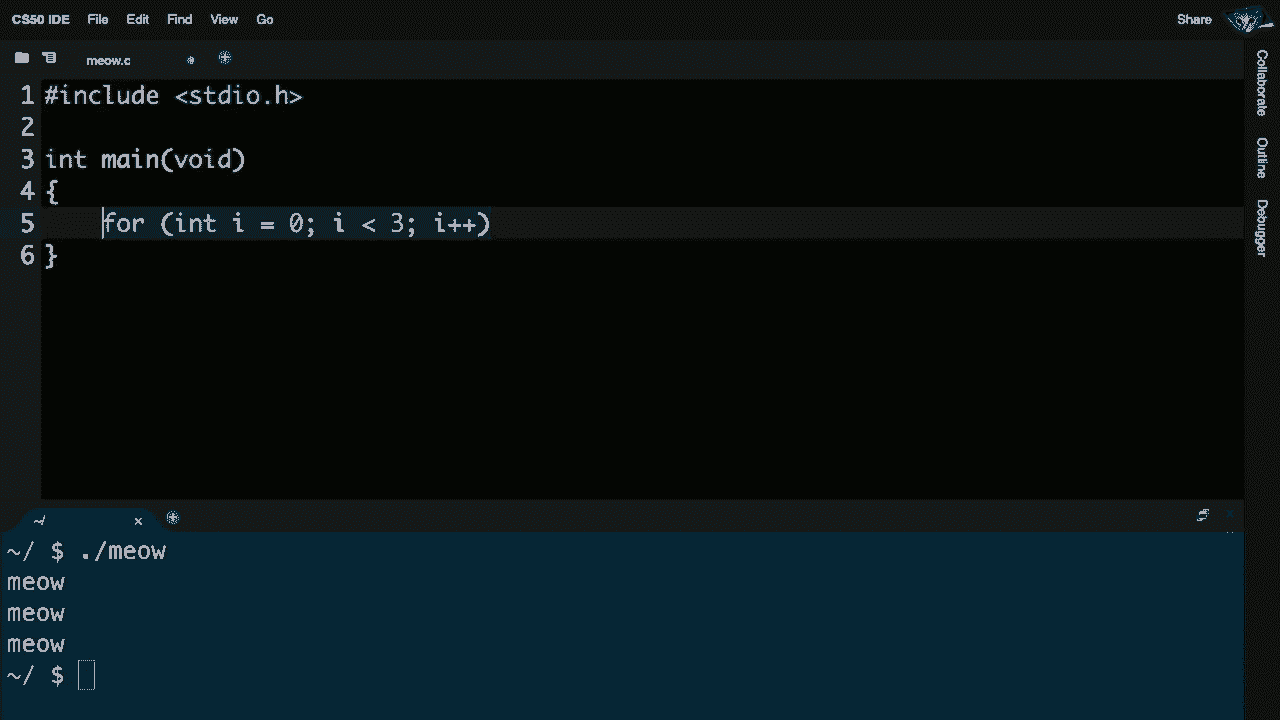 CS50 IDE File Edit Find View Go Share
meow.c
1 #include <stdio.h>
2
3 int main(void)
4 {
5 for (int i = 0; i < 3; i++)
6 }
Collaborate
Outline
Debugger
~/ $ ./meow
meow
meow
meow
~/ $